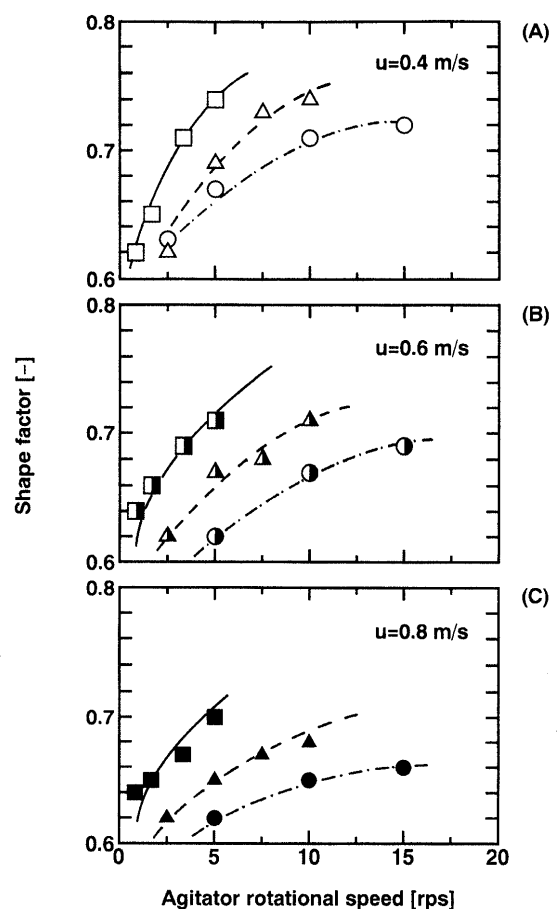 (A)
0.8
u=0.4 m/s
0.7
0.6
(B)
0.8
u=0.6 m/s
0.7
0.6
(C)
0.8
u=0.8 m/s
0.7
0.6
0 5 10 15 20
Shape factor [−]
Agitator rotational speed [rps]